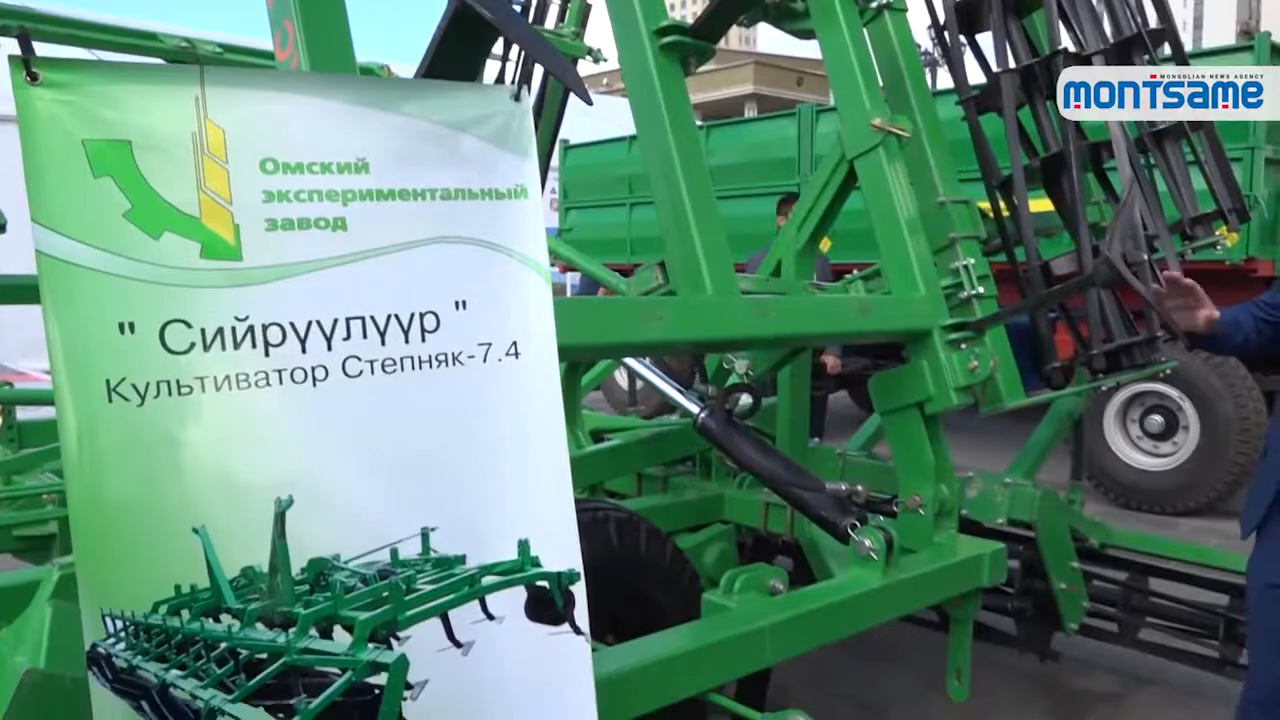 MONGOLIAN NEWS AGENCY
MONTSAME
Омский
экспериментальный
завод
" Сийрүүлүүр "
Культиватор Степняк-7.4